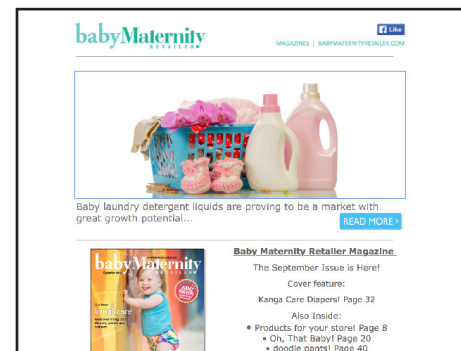 babyMaternity
RETAILER
Like
MAGAZINES | BABYMATERNITYRETAILER.COM
Baby laundry detergent liquids are proving to be a market with
great growth potential...
READ MORE ›
babyMaternity
Baby Maternity Retailer Magazine
The September Issue is Here!
Cover feature:
Kanga Care Diapers! Page 32
Also Inside:
• Products for your store! Page 8
• Oh, That Baby! Page 20
• doodle pants! Page 40